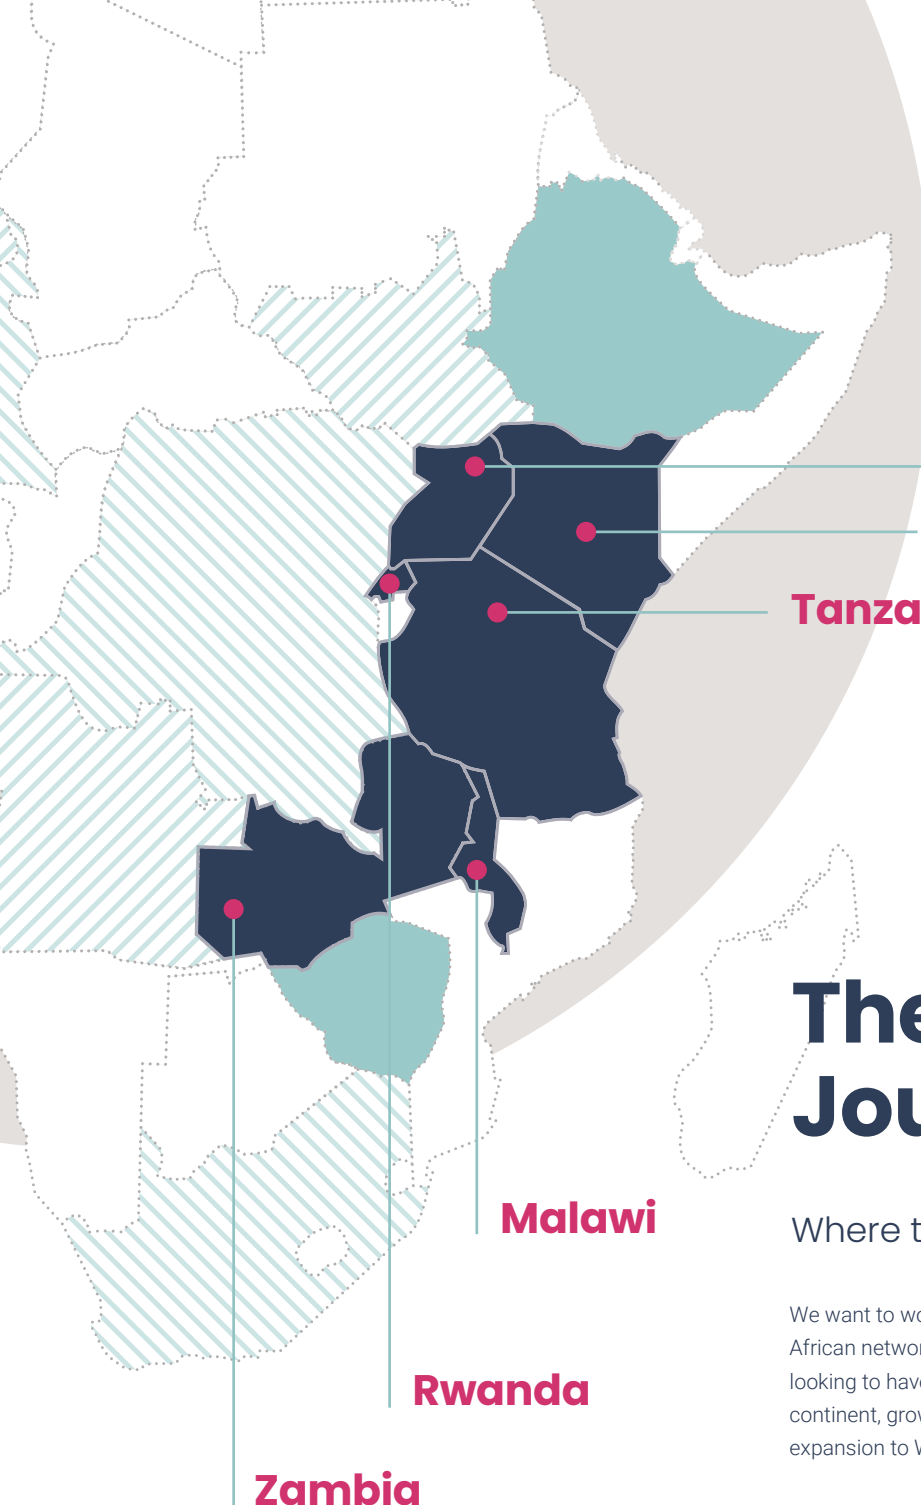 Tanza
The
Jou
Malawi
Where t
We want to wo
African networ
looking to have
continent, grow
expansion to W
Rwanda
Zambia